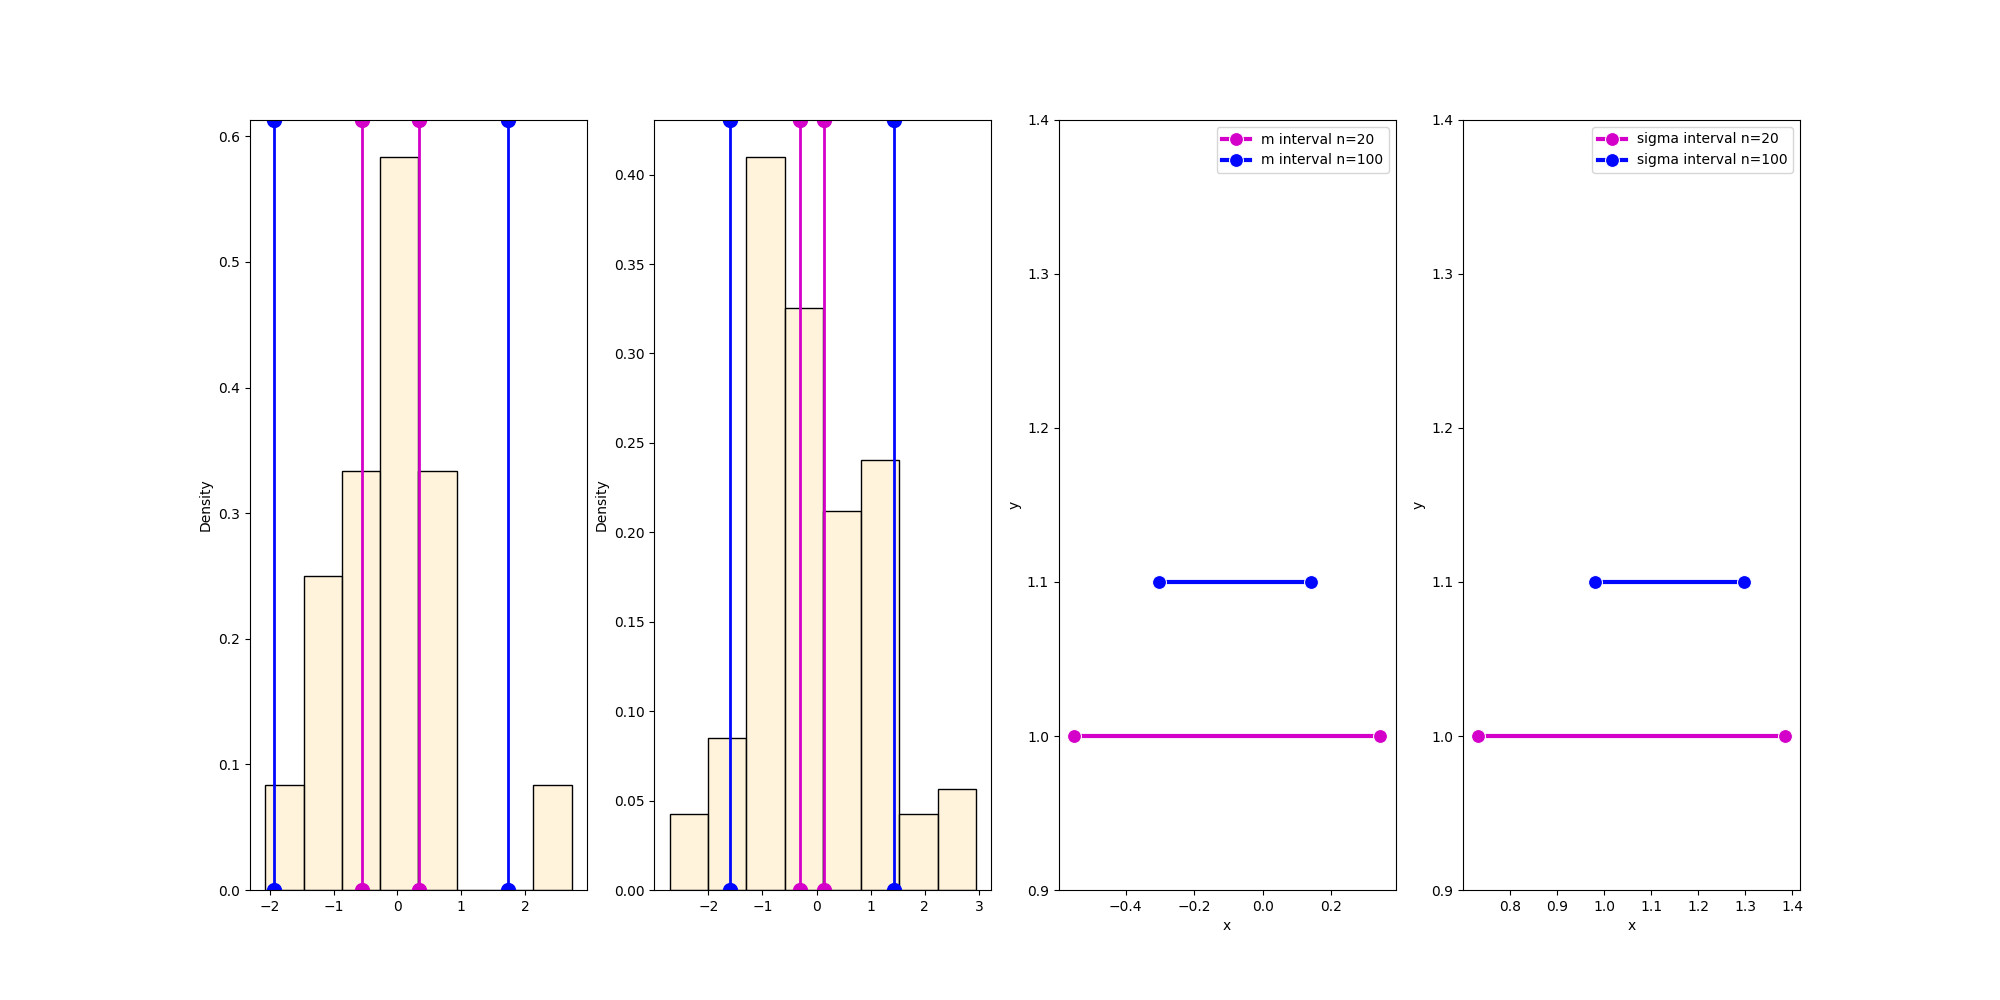 0.6
0.5
0.4
0.3
0.2
0.1
0.0
Density
−2 −1 0 1 2
0.40
0.35
0.30
0.25
0.20
0.15
0.10
0.05
0.00
Density
−2 −1 0 1 2 3
m interval n=20
m interval n=100
1.4
1.3
1.2
1.1
1.0
0.9
y
−0.4 −0.2 0.0 0.2
x
sigma interval n=20
sigma interval n=100
1.4
1.3
1.2
1.1
1.0
0.9
y
0.8 0.9 1.0 1.1 1.2 1.3 1.4
x